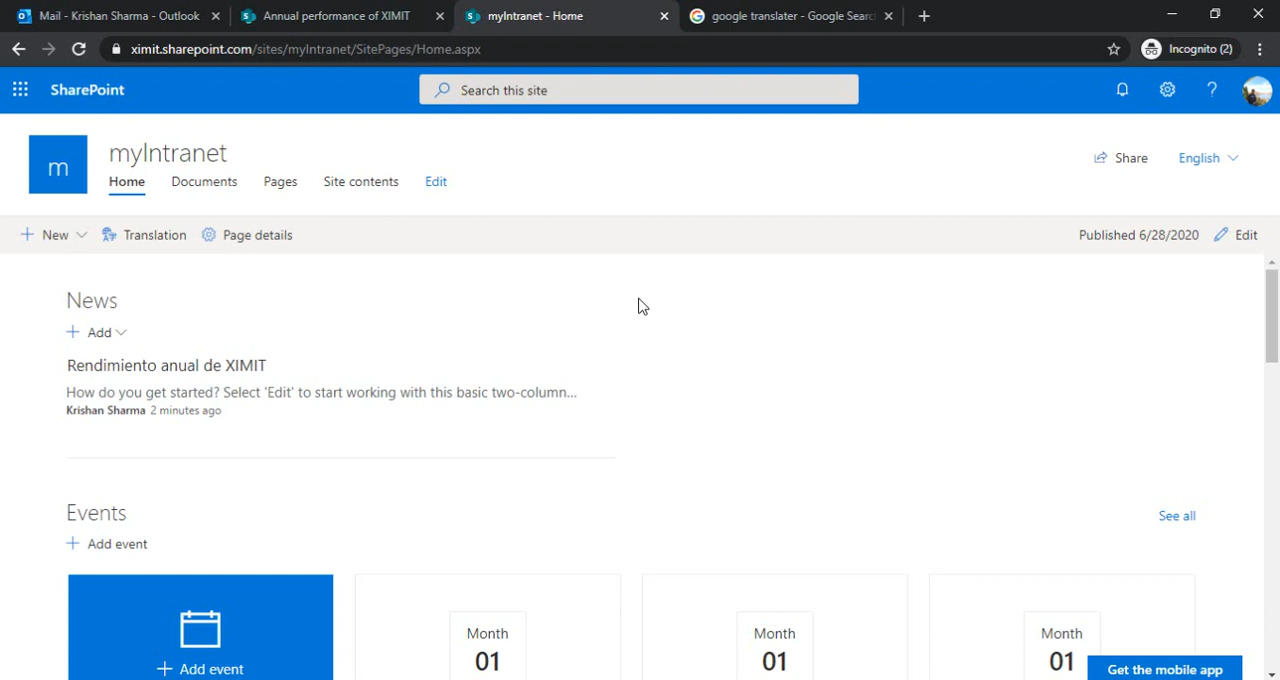 Mail - Krishan Sharma - Outlook
Annual performance of XIMIT
myIntranet - Home
google translater - Google Searc
ximit.sharepoint.com/sites/myIntranet/SitePages/Home.aspx
Incognito (2)
SharePoint
Search this site
?
m
myIntranet
Share
English
Home
Documents
Pages
Site contents
Edit
New
Translation
Page details
Published 6/28/2020
Edit
News
Add
Rendimiento anual de XIMIT
How do you get started? Select 'Edit' to start working with this basic two-column...
Krishan Sharma 2 minutes ago
Events
See all
Add event
Add event
Month
01
Month
01
Month
01
Get the mobile app